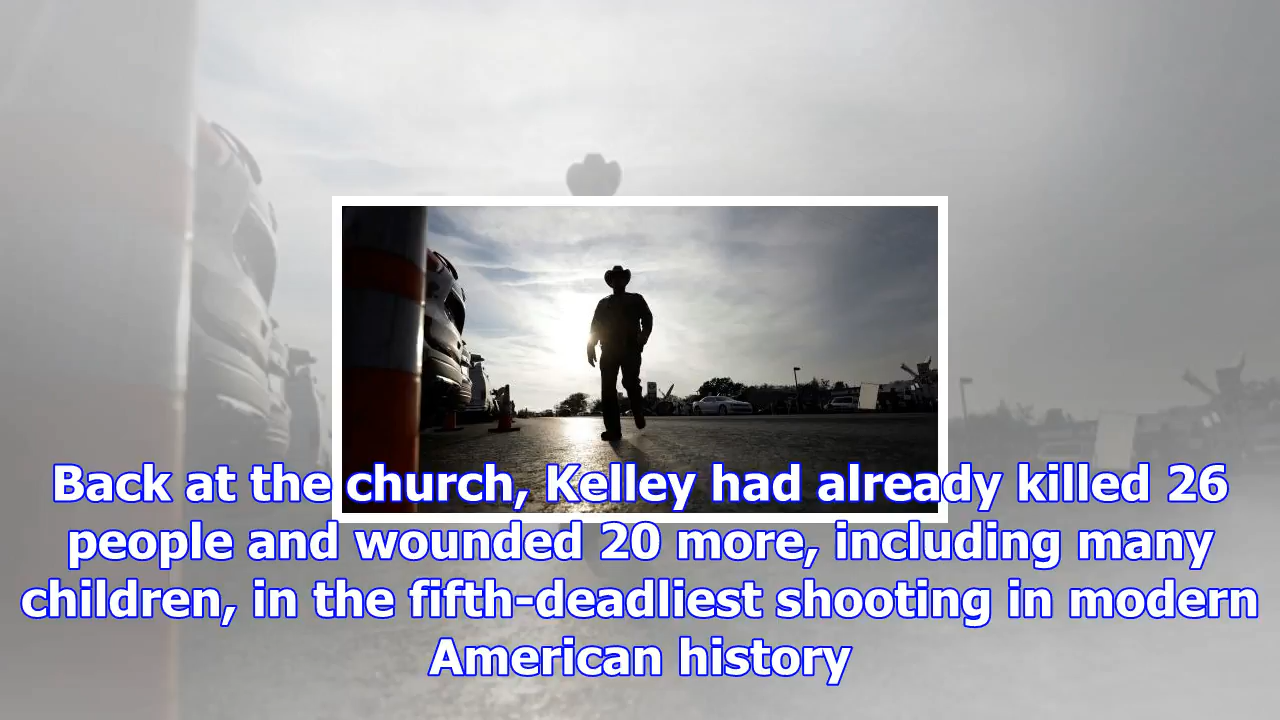 Back at the church, Kelley had already killed 26
people and wounded 20 more, including many
children, in the fifth-deadliest shooting in modern
American history